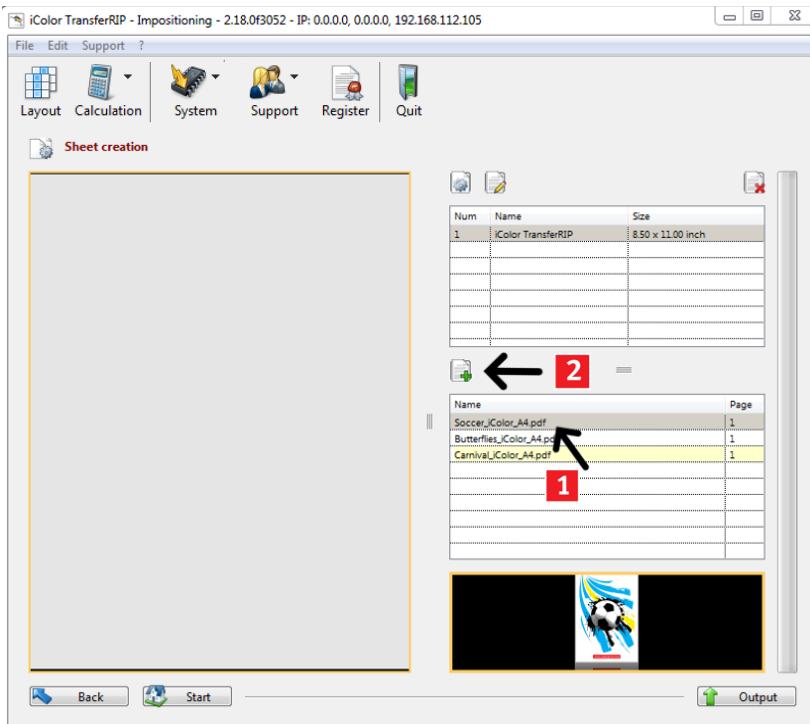 iColor TransferRIP - Impositioning - 2.18.0f3052 - IP: 0.0.0.0, 0.0.0.0, 192.168.112.105
File Edit Support ?
Layout Calculation System Support Register Quit
Sheet creation
Num Name Size
1 iColor TransferRIP 8.50 x 11.00 inch
2
Name Page
Soccer_iColor_A4.pdf 1
Butterflies_iColor_A4.pdf 1
Carnival_iColor_A4.pdf 1
1
Back Start Output